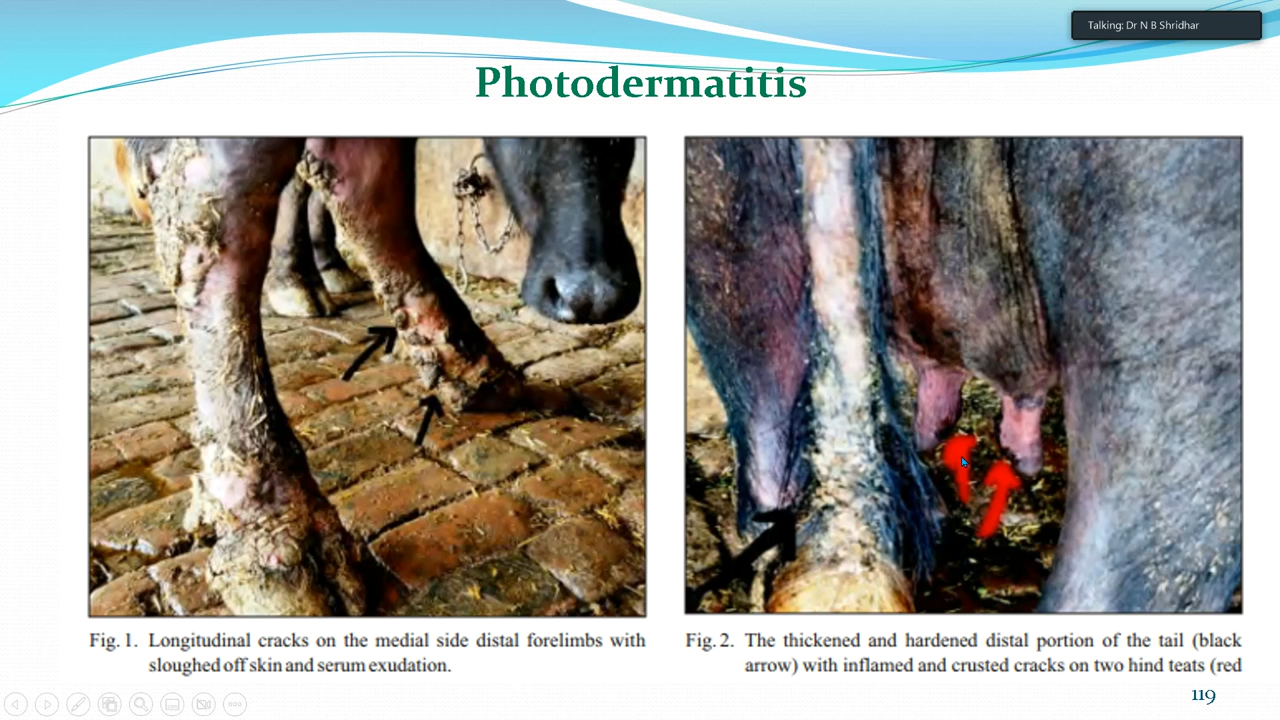 Talking: Dr N B Shridhar
Photodermatitis
Fig. 1. Longitudinal cracks on the medial side distal forelimbs with
sloughed off skin and serum exudation.
Fig. 2. The thickened and hardened distal portion of the tail (black
arrow) with inflamed and crusted cracks on two hind teats (red
119